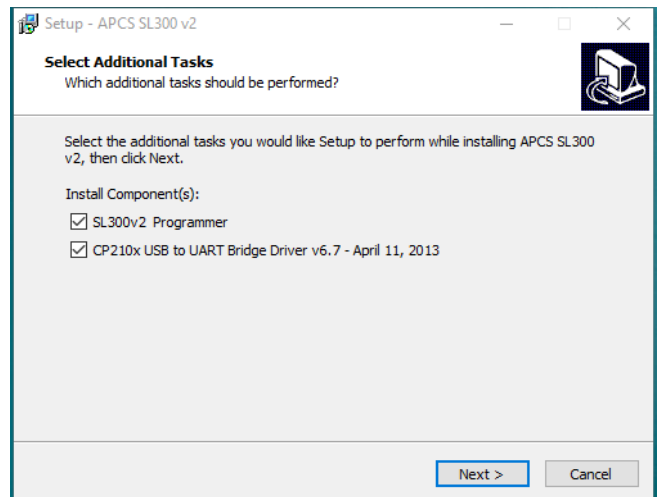 Setup - APCS SL300 v2
Select Additional Tasks
Which additional tasks should be performed?
Select the additional tasks you would like Setup to perform while installing APCS SL300
v2, then click Next.
Install Component(s):
SL300v2 Programmer
CP210x USB to UART Bridge Driver v6.7 - April 11, 2013
Next >
Cancel